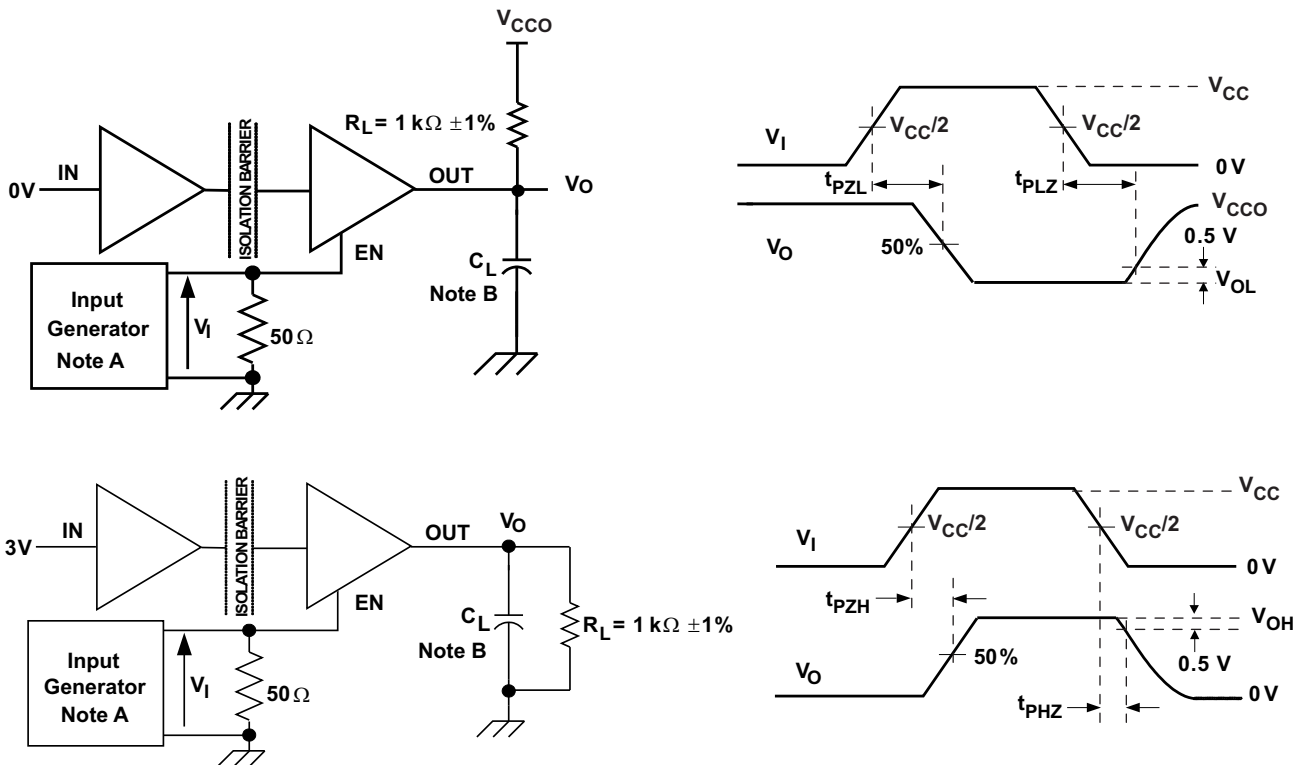 VCCO
RL = 1 kΩ ±1%
0V
IN
ISOLATION BARRIER
OUT
VO
EN
CL
Note B
Input
Generator
Note A
VI
50 Ω
VCC
VI
VCC/2
VCC/2
0 V
tPZL
tPLZ
VCCO
VO
50%
0.5 V
VOL
3V
IN
ISOLATION BARRIER
OUT
VO
EN
CL
Note B
RL = 1 kΩ ±1%
Input
Generator
Note A
VI
50 Ω
VCC
VI
VCC/2
VCC/2
0 V
tPZH
VOH
VO
50%
0.5 V
0 V
tPHZ